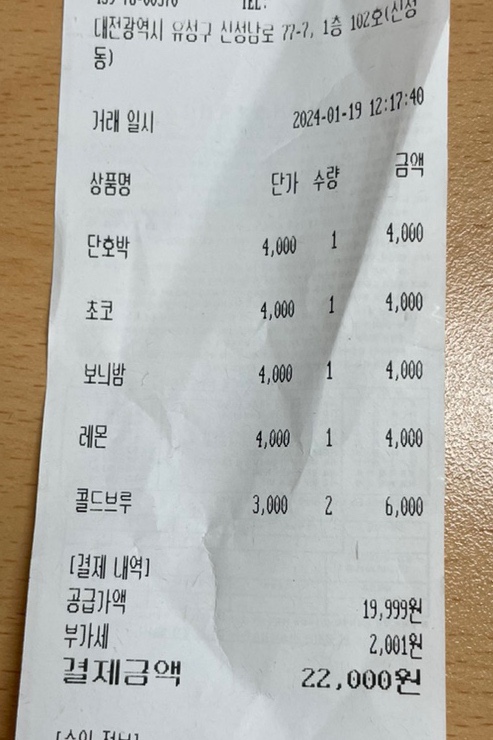 TEL:
대전광역시 유성구 신성남로 77-7, 1층 102호(신성
동)
거래 일시 2024-01-19 12:17:40
상품명 단가 수량 금액
단호박 4,000 1 4,000
초코 4,000 1 4,000
보늬밤 4,000 1 4,000
레몬 4,000 1 4,000
콜드브루 3,000 2 6,000
[결제 내역]
공급가액 19,999원
부가세 2,001원
결제금액 22,000원